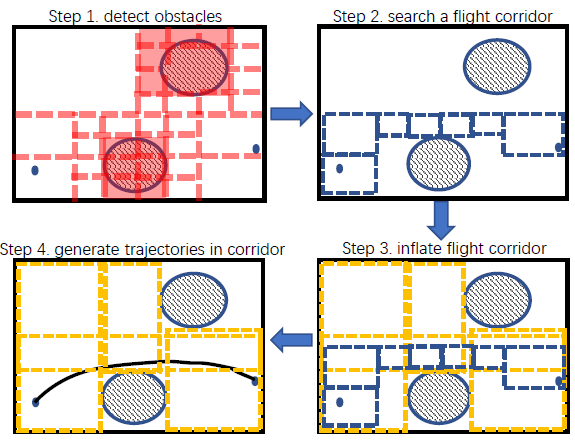 Step 1. detect obstacles
Step 2. search a flight corridor
Step 4. generate trajectories in corridor
Step 3. inflate flight corridor